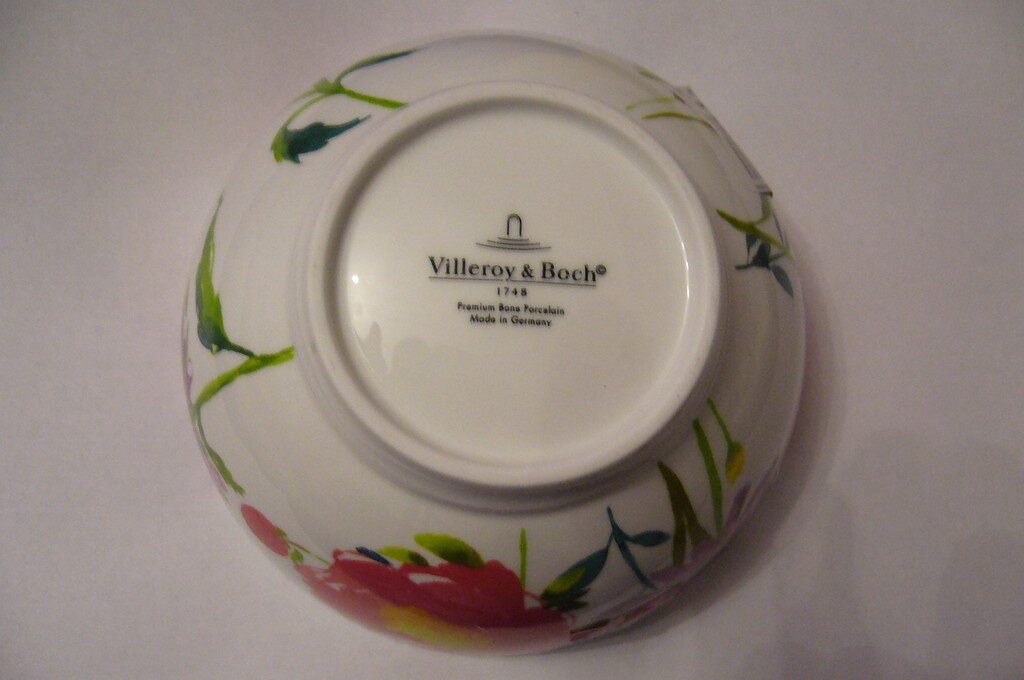 Villeroy & Boch©
1748
Premium Bone Porcelain
Made in Germany